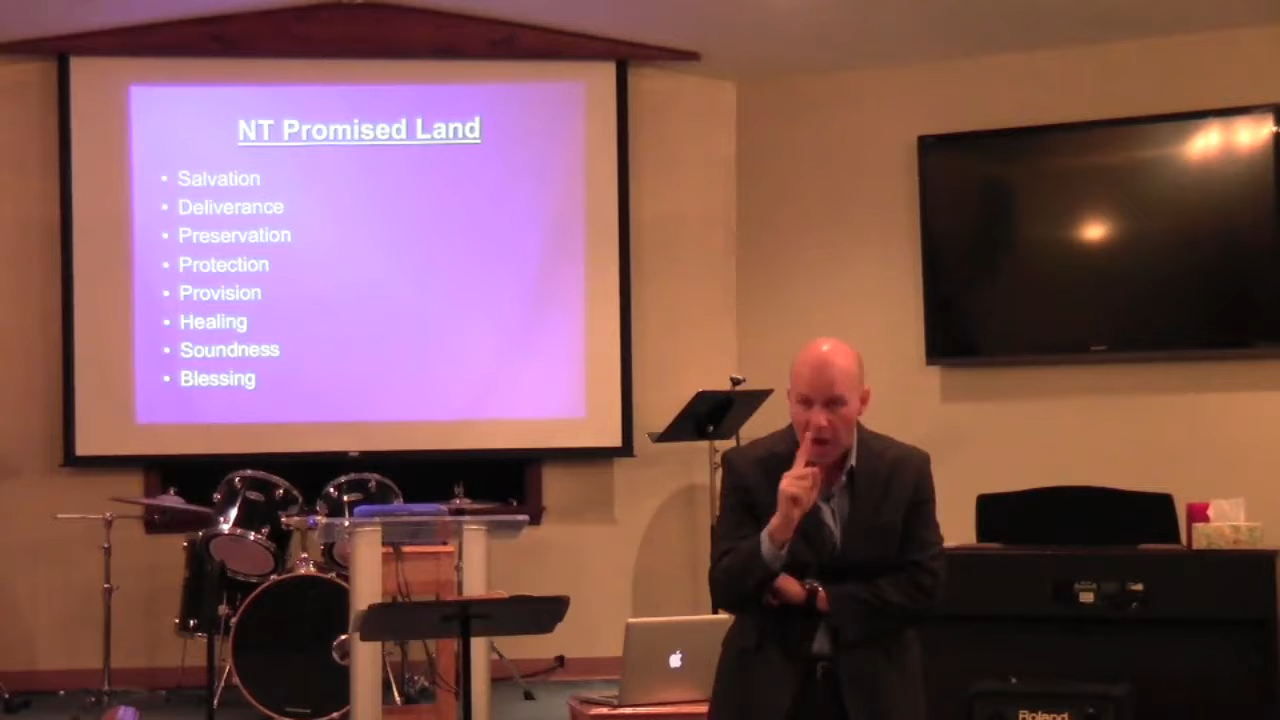 NT Promised Land
• Salvation
• Deliverance
• Preservation
• Protection
• Provision
• Healing
• Soundness
• Blessing
Roland